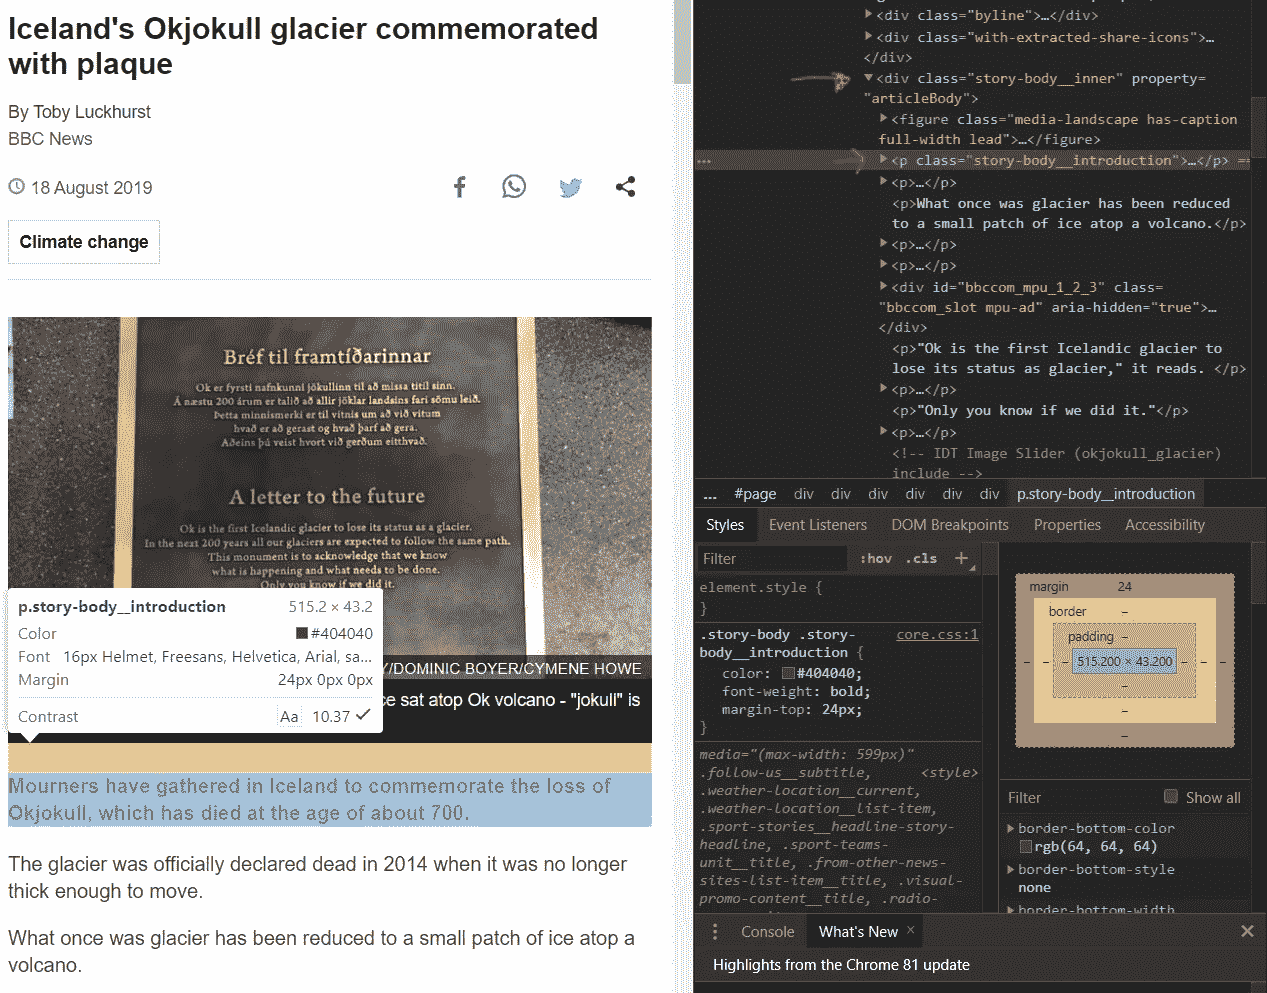 Iceland's Okjokull glacier commemorated
with plaque
By Toby Luckhurst
BBC News
18 August 2019
Climate change
Bréf til framtíðarinnar
Ok er fyrsti nafnkunni jökullinn til að missa titil sinn.
Á næstu 200 árum er talið að allir jöklar landsins fari sömu leið.
Þetta minnismerki er til vitnis um að við vitum
hvað er að gerast og hvað þarf að gera.
Aðeins þú veist hvort við gerðum eitthvað.
A letter to the future
Ok is the first Icelandic glacier to lose its status as a glacier.
In the next 200 years all our glaciers are expected to follow the same path.
This monument is to acknowledge that we know
what is happening and what needs to be done.
Only you know if we did it.
p.story-body__introduction 515.2 × 43.2
Color #404040
Font 16px Helmet, Freesans, Helvetica, Arial, sa...
Margin 24px 0px 0px
Contrast Aa 10.37
Y/DOMINIC BOYER/CYMENE HOWE
ce sat atop Ok volcano - "jokull" is
Mourners have gathered in Iceland to commemorate the loss of
Okjokull, which has died at the age of about 700.
The glacier was officially declared dead in 2014 when it was no longer
thick enough to move.
What once was glacier has been reduced to a small patch of ice atop a
volcano.
<div class="byline">…</div>
<div class="with-extracted-share-icons">…
</div>
<div class="story-body__inner" property=
"articleBody">
<figure class="media-landscape has-caption
full-width lead">…</figure>
<p class="story-body__introduction">…</p> ==
<p>…</p>
<p>What once was glacier has been reduced
to a small patch of ice atop a volcano.</p>
<p>…</p>
<p>…</p>
<div id="bbccom_mpu_1_2_3" class=
"bbccom_slot mpu-ad" aria-hidden="true">…
</div>
<p>"Ok is the first Icelandic glacier to
lose its status as glacier," it reads. </p>
<p>…</p>
<p>"Only you know if we did it."</p>
<p>…</p>
<!-- IDT Image Slider (okjokull_glacier)
include -->
... #page div div div div div div p.story-body__introduction
Styles Event Listeners DOM Breakpoints Properties Accessibility
Filter :hov .cls +
element.style {
}
.story-body .story- core.css:1
body__introduction {
color: #404040;
font-weight: bold;
margin-top: 24px;
}
media="(max-width: 599px)"
.follow-us__subtitle, <style>
.weather-location__current,
.weather-location__list-item,
.sport-stories__headline-story-
headline, .sport-teams-
unit__title, .from-other-news-
sites-list-item__title, .visual-
promo-content__title, .radio-
margin 24
border –
padding –
– – – 515.200 × 43.200 – – –
–
–
–
Filter Show all
border-bottom-color
rgb(64, 64, 64)
border-bottom-style
none
border-bottom-width
Console What's New ×
Highlights from the Chrome 81 update